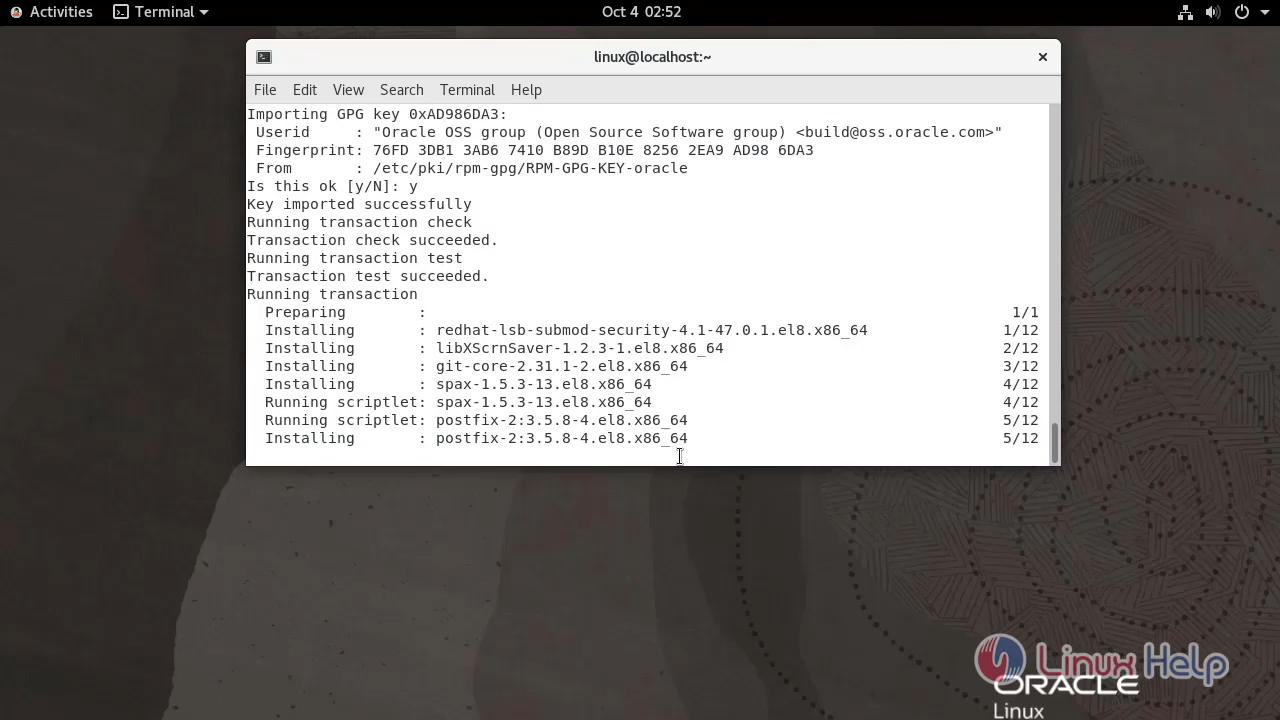 Activities Terminal Oct 4 02:52
linux@localhost:~
File Edit View Search Terminal Help
Importing GPG key 0xAD986DA3:
 Userid     : "Oracle OSS group (Open Source Software group) <build@oss.oracle.com>"
 Fingerprint: 76FD 3DB1 3AB6 7410 B89D B10E 8256 2EA9 AD98 6DA3
 From       : /etc/pki/rpm-gpg/RPM-GPG-KEY-oracle
Is this ok [y/N]: y
Key imported successfully
Running transaction check
Transaction check succeeded.
Running transaction test
Transaction test succeeded.
Running transaction
  Preparing        :                                                                 1/1
  Installing       : redhat-lsb-submod-security-4.1-47.0.1.el8.x86_64               1/12
  Installing       : libXScrnSaver-1.2.3-1.el8.x86_64                               2/12
  Installing       : git-core-2.31.1-2.el8.x86_64                                   3/12
  Installing       : spax-1.5.3-13.el8.x86_64                                       4/12
  Running scriptlet: spax-1.5.3-13.el8.x86_64                                       4/12
  Running scriptlet: postfix-2:3.5.8-4.el8.x86_64                                   5/12
  Installing       : postfix-2:3.5.8-4.el8.x86_64                                   5/12
Linux Help
ORACLE
Linux